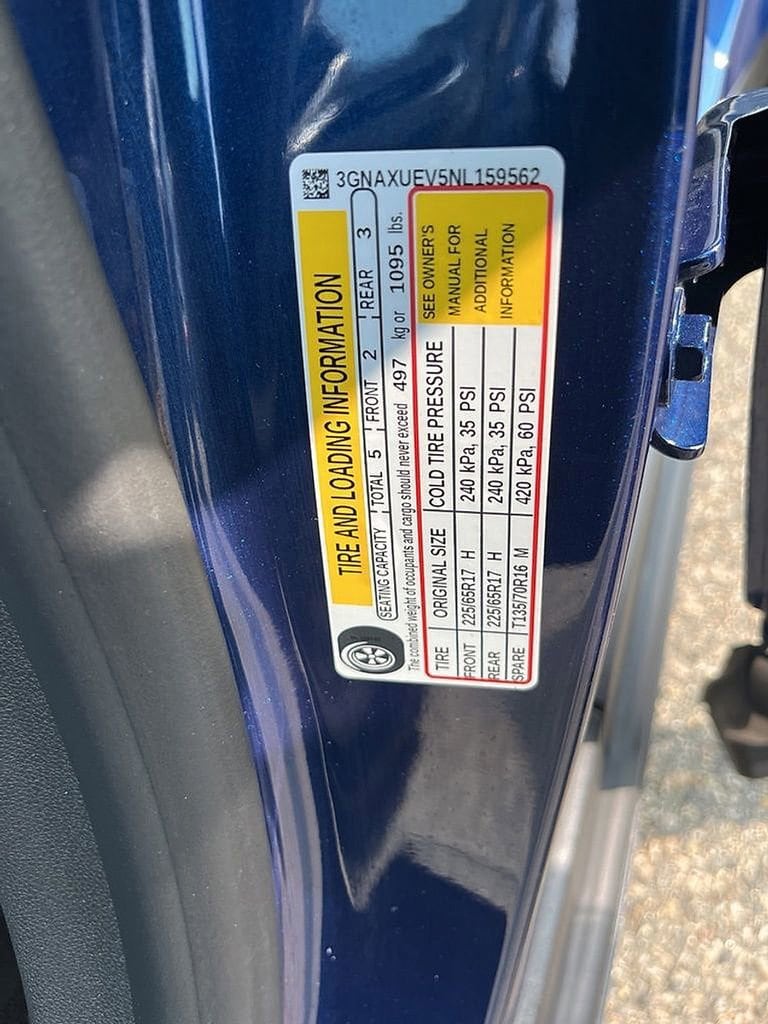 3GNAXUEV5NL159562
TIRE AND LOADING INFORMATION
SEATING CAPACITY TOTAL 5 FRONT 2 REAR 3
The combined weight of occupants and cargo should never exceed 497 kg or 1095 lbs.
TIRE ORIGINAL SIZE COLD TIRE PRESSURE SEE OWNER'S
FRONT 225/65R17 H 240 kPa, 35 PSI MANUAL FOR
REAR 225/65R17 H 240 kPa, 35 PSI ADDITIONAL
SPARE T135/70R16 M 420 kPa, 60 PSI INFORMATION